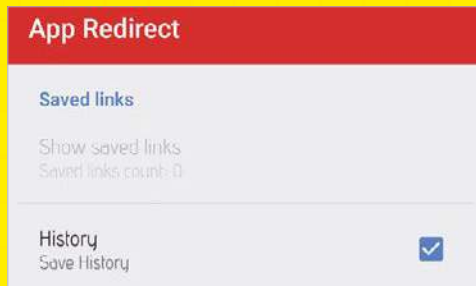 App Redirect
Saved links
Show saved links
Saved links count: 0
History
Save History